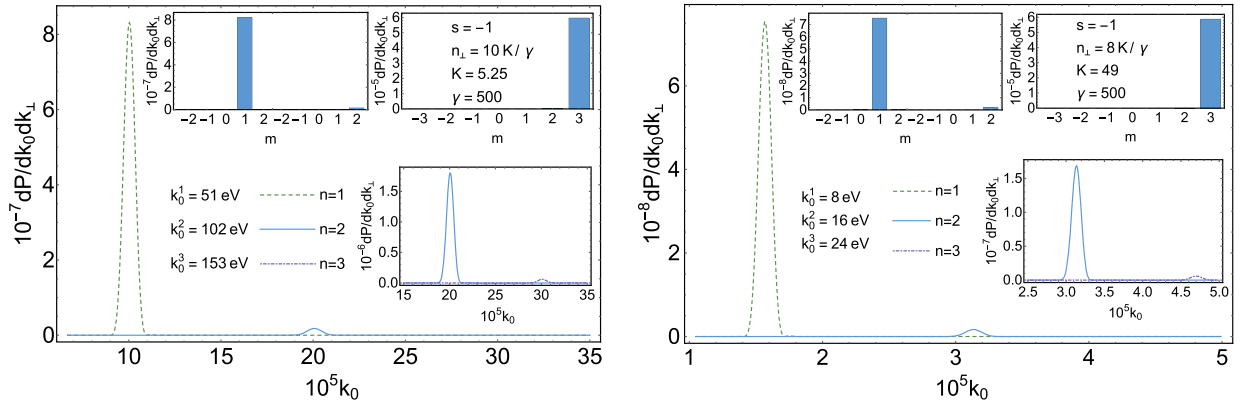 10⁻⁷dP/dk₀dk⊥
8
6
4
2
0
10
15
20
25
30
35
10⁵k₀
10⁻⁷dP/dk₀dk⊥
8
6
4
2
0
-2 -1 0 1 2 -2 -1 0 1 2
m
10⁻⁵dP/dk₀dk⊥
6
5
4
3
2
1
0
s = −1
n⊥ = 10 K / γ
K = 5.25
γ = 500
-3 -2 -1 0 1 2 3
m
k₀¹ = 51 eV
k₀² = 102 eV
k₀³ = 153 eV
n=1
n=2
n=3
10⁻⁶dP/dk₀dk⊥
1.5
1.0
0.5
0.0
15 20 25 30 35
10⁵k₀
10⁻⁸dP/dk₀dk⊥
6
4
2
0
1
2
3
4
5
10⁵k₀
10⁻⁸dP/dk₀dk⊥
7
6
5
4
3
2
1
0
-2 -1 0 1 2 -2 -1 0 1 2
m
10⁻⁵dP/dk₀dk⊥
6
5
4
3
2
1
0
s = −1
n⊥ = 8 K / γ
K = 49
γ = 500
-3 -2 -1 0 1 2 3
m
k₀¹ = 8 eV
k₀² = 16 eV
k₀³ = 24 eV
n=1
n=2
n=3
10⁻⁷dP/dk₀dk⊥
1.5
1.0
0.5
0.0
2.5 3.0 3.5 4.0 4.5 5.0
10⁵k₀